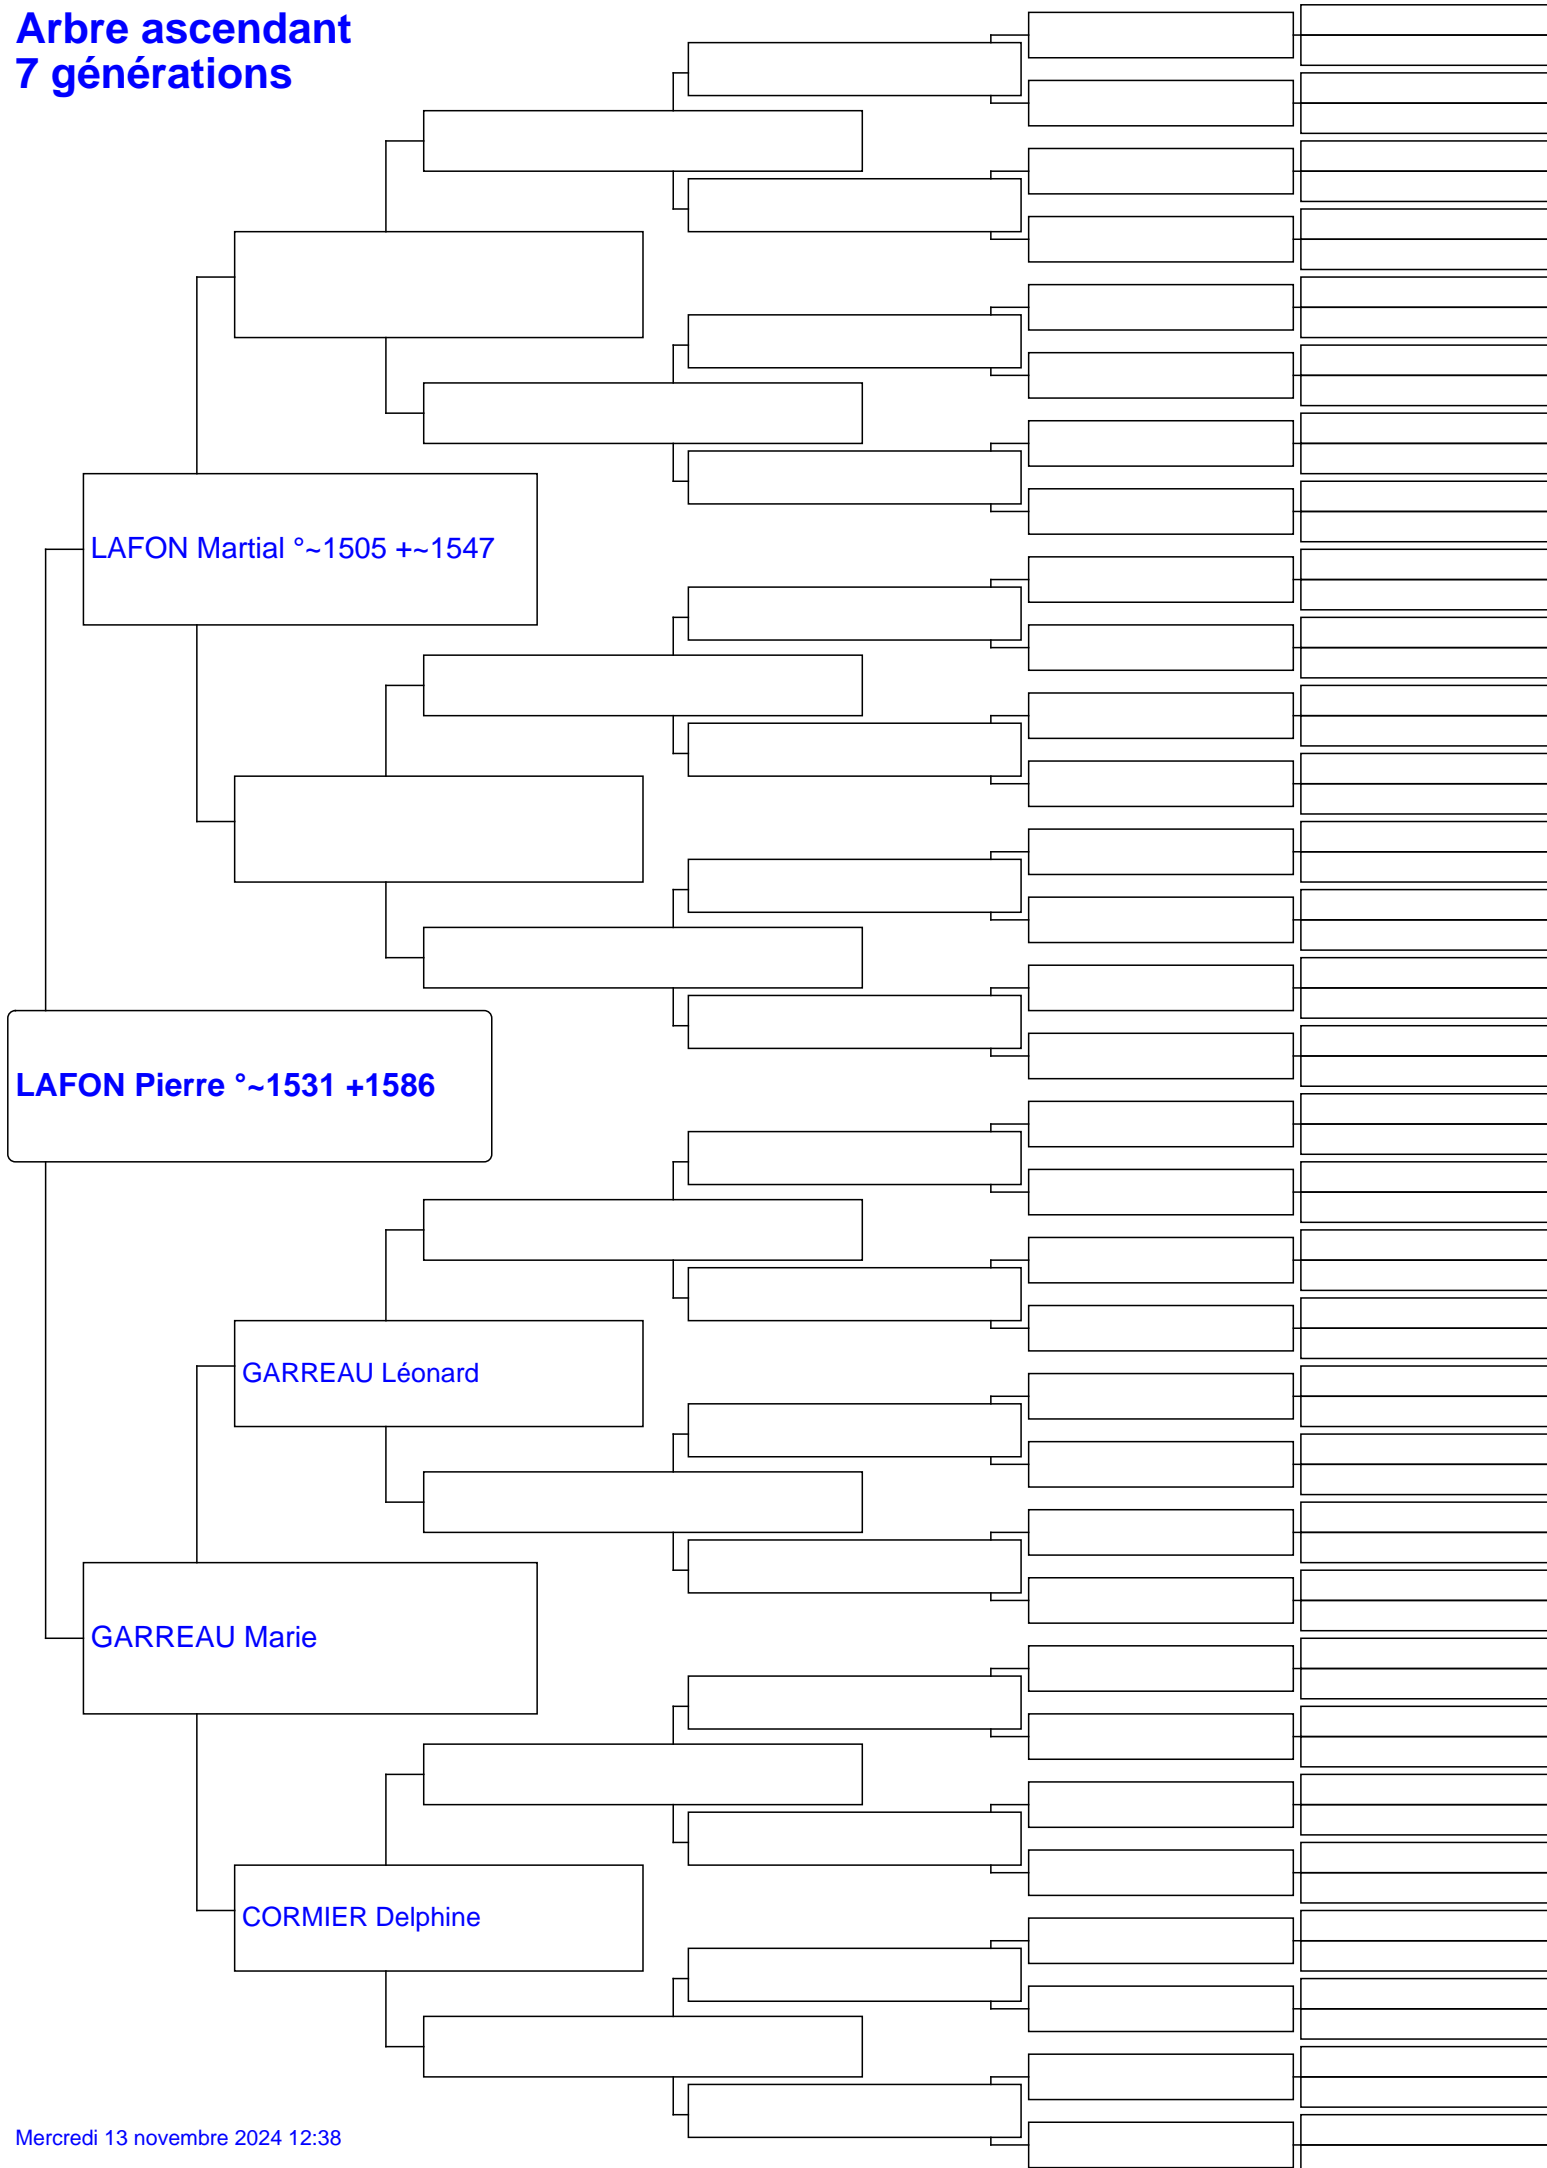 Arbre ascendant
7 générations
LAFON Martial °~1505 +~1547
LAFON Pierre °~1531 +1586
GARREAU Léonard
GARREAU Marie
CORMIER Delphine
Mercredi 13 novembre 2024 12:38